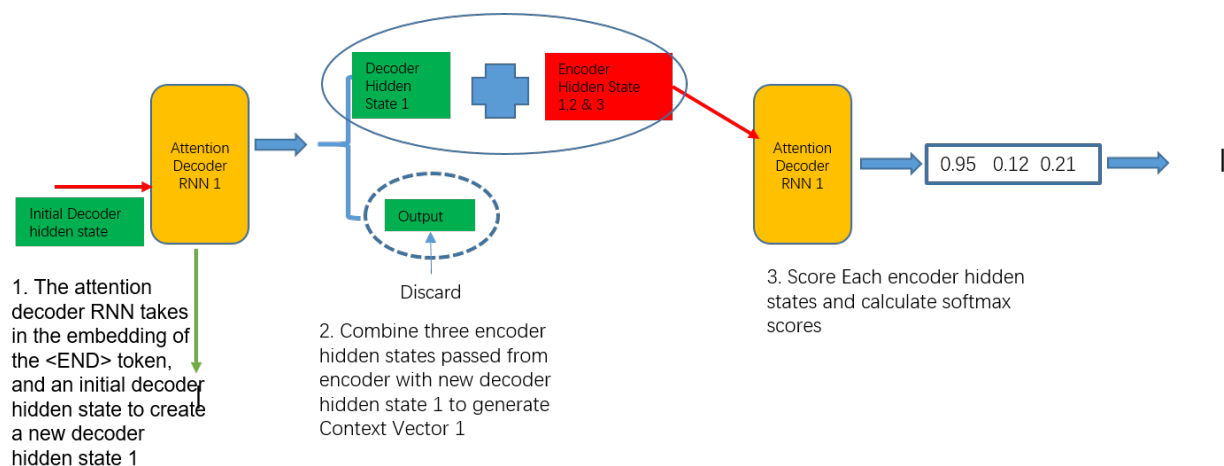 Initial Decoder
hidden state
Attention
Decoder
RNN 1
1. The attention
decoder RNN takes
in the embedding of
the <END> token,
and an initial decoder
hidden state to create
a new decoder
hidden state 1
Decoder
Hidden
State 1
Encoder
Hidden State
1,2 & 3
Output
Discard
2. Combine three encoder
hidden states passed from
encoder with new decoder
hidden state 1 to generate
Context Vector 1
Attention
Decoder
RNN 1
0.95 0.12 0.21
3. Score Each encoder hidden
states and calculate softmax
scores
I
I